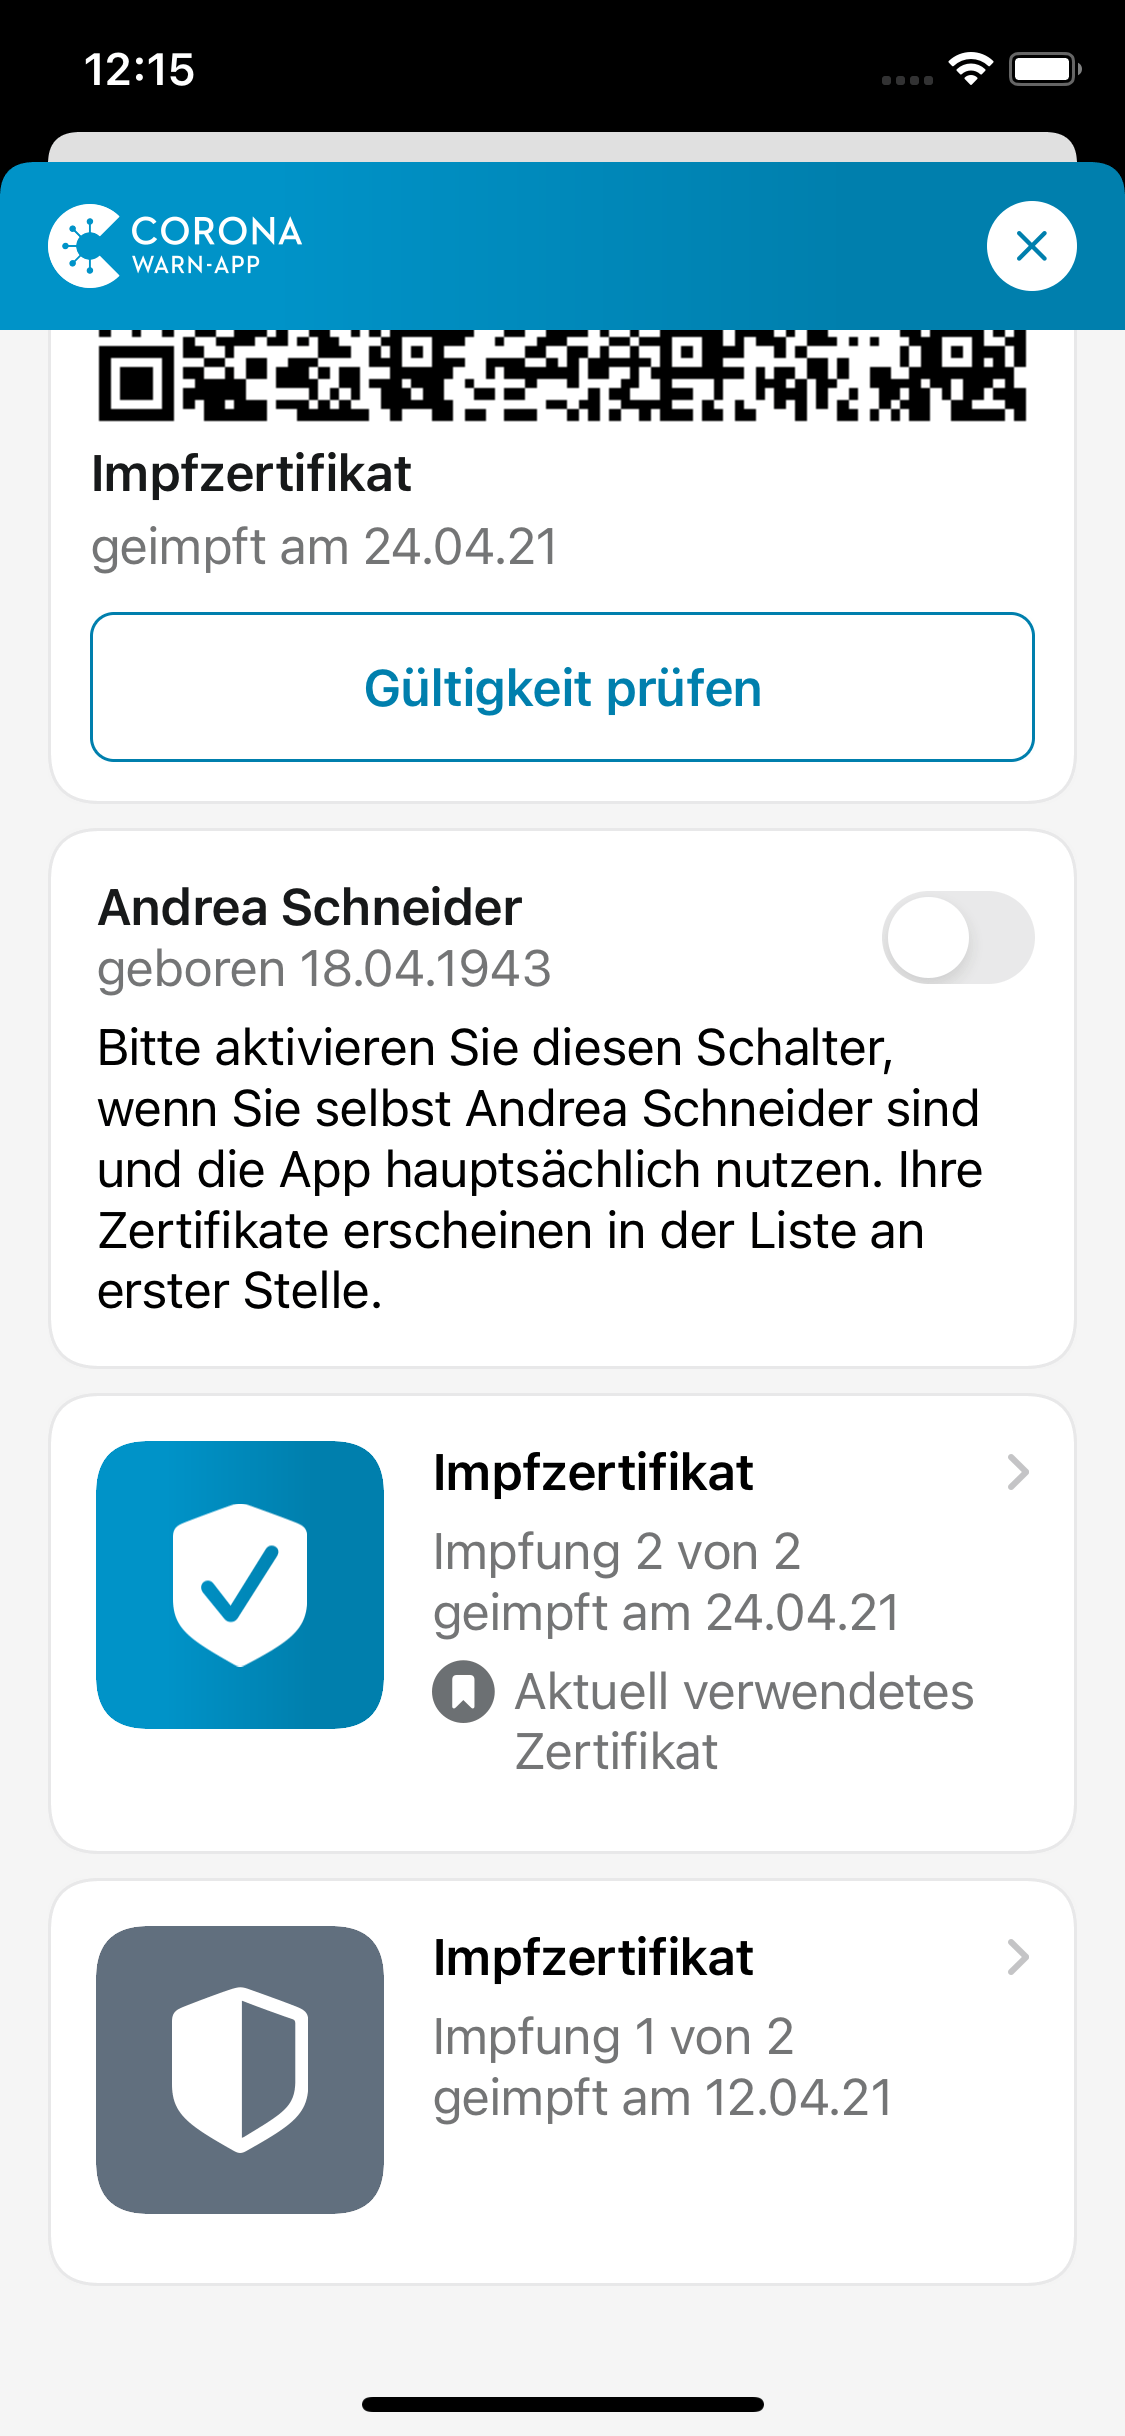 12:15
CORONA
WARN-APP
Impfzertifikat
geimpft am 24.04.21
Gültigkeit prüfen
Andrea Schneider
geboren 18.04.1943
Bitte aktivieren Sie diesen Schalter,
wenn Sie selbst Andrea Schneider sind
und die App hauptsächlich nutzen. Ihre
Zertifikate erscheinen in der Liste an
erster Stelle.
Impfzertifikat
Impfung 2 von 2
geimpft am 24.04.21
Aktuell verwendetes
Zertifikat
Impfzertifikat
Impfung 1 von 2
geimpft am 12.04.21